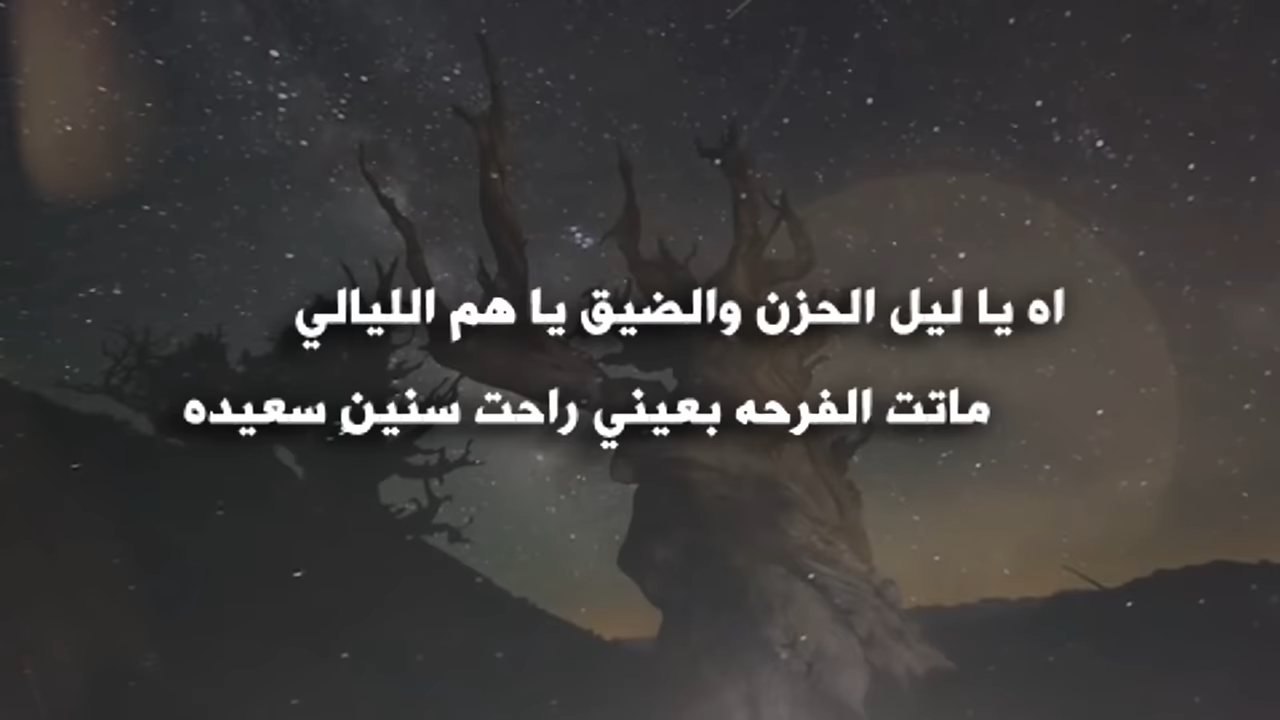 اه يا ليل الحزن والضيق يا هم الليالي
ماتت الفرحه بعيني راحت سنينِ سعيده